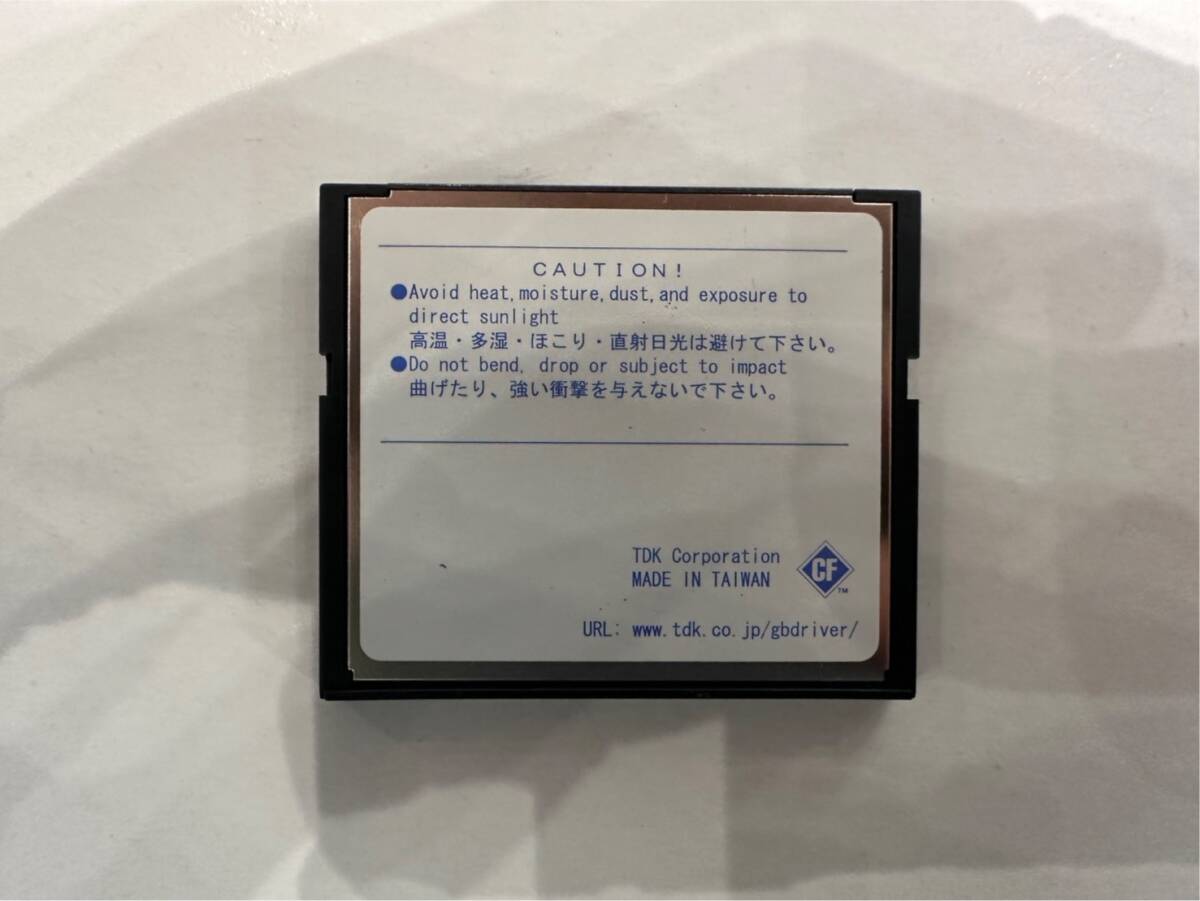 CAUTION!
●Avoid heat,moisture,dust,and exposure to
direct sunlight
高温・多湿・ほこり・直射日光は避けて下さい。
●Do not bend, drop or subject to impact
曲げたり、強い衝撃を与えないで下さい。
TDK Corporation
MADE IN TAIWAN
CF™
URL: www.tdk.co.jp/gbdriver/